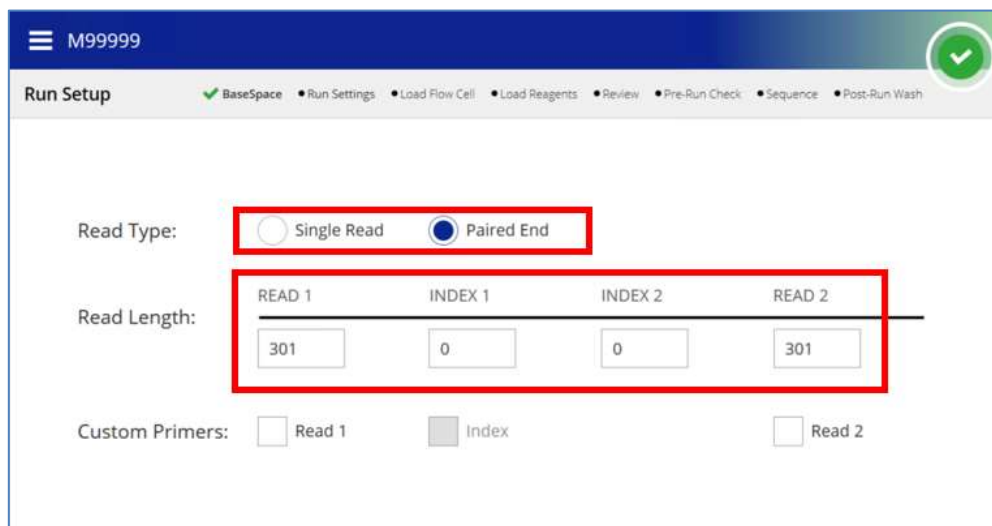 M99999
Run Setup BaseSpace Run Settings Load Flow Cell Load Reagents Review Pre-Run Check Sequence Post-Run Wash
Read Type: Single Read Paired End
READ 1 INDEX 1 INDEX 2 READ 2
Read Length:
301 0 0 301
Custom Primers: Read 1 Index Read 2